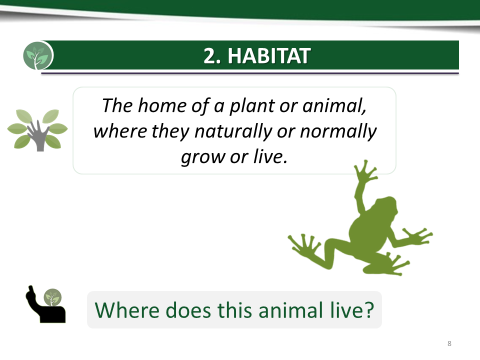 2. HABITAT
The home of a plant or animal,
where they naturally or normally
grow or live.
Where does this animal live?
8